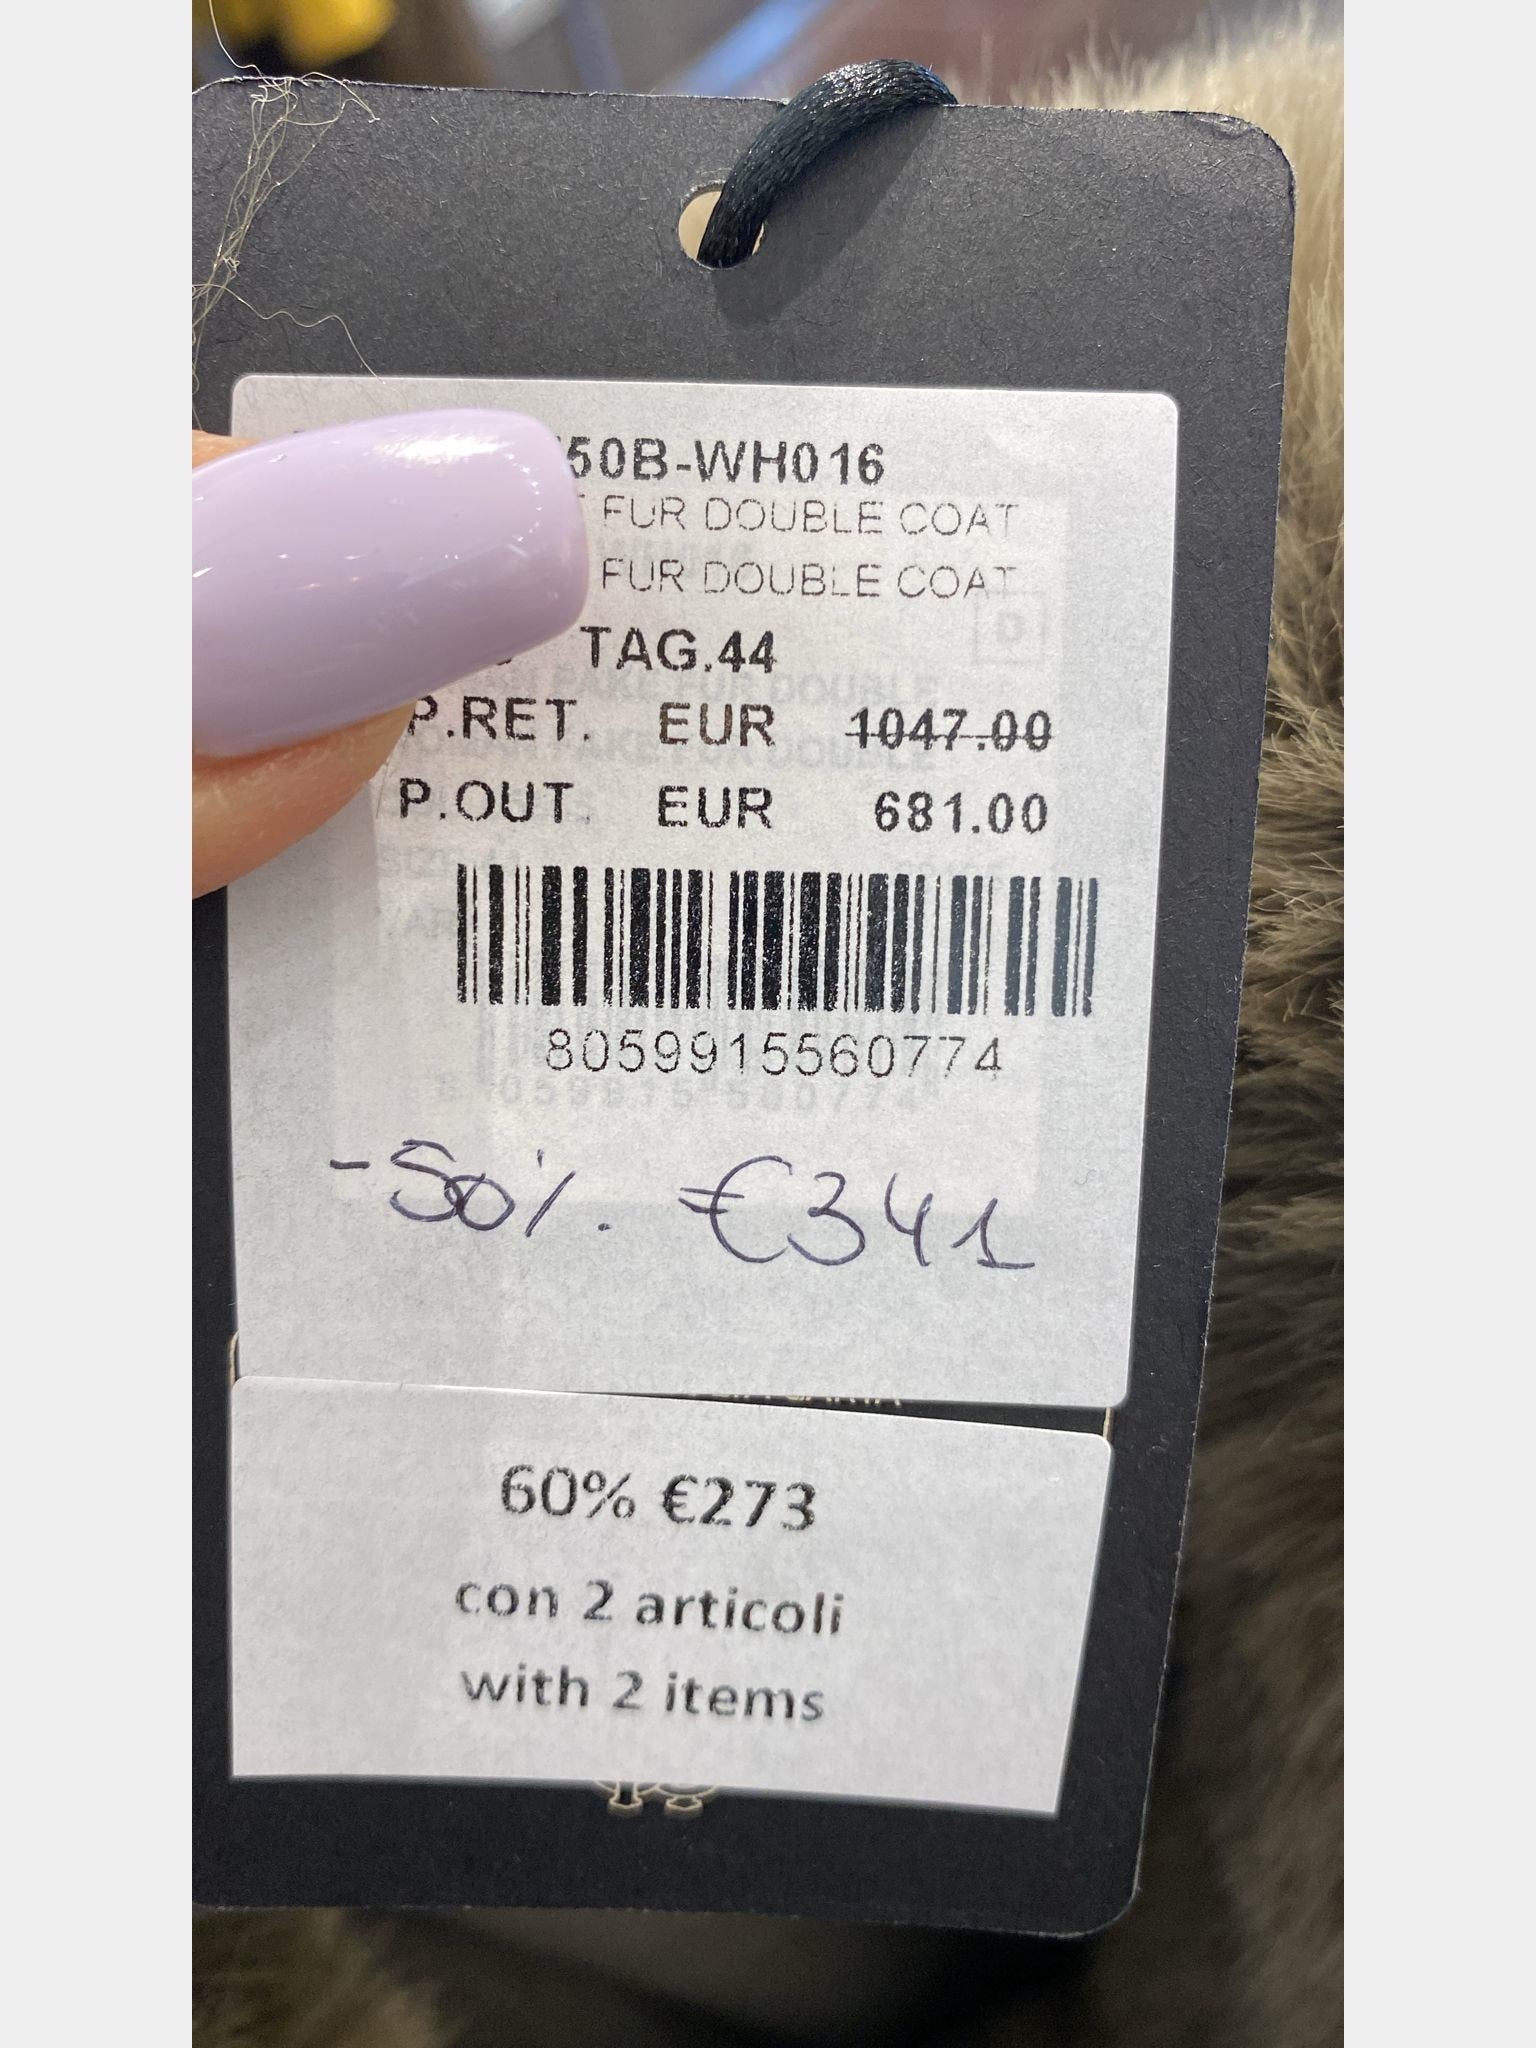 50B-WH016
FUR DOUBLE COAT
FUR DOUBLE COAT
TAG.44
P.RET. EUR 1047.00
P.OUT. EUR 681.00
8059915560774
-50%. €341
60% €273
con 2 articoli
with 2 items